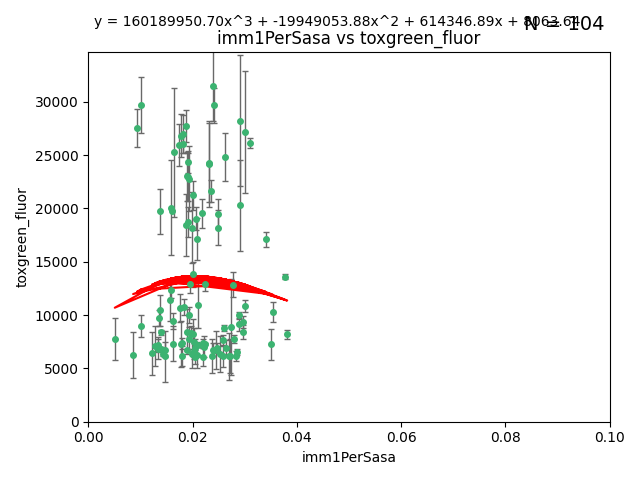 y = 160189950.70x^3 + -19949053.88x^2 + 614346.89x + 8063.64
N = 104
imm1PerSasa vs toxgreen_fluor
30000
25000
20000
15000
10000
5000
0
toxgreen_fluor
0.00 0.02 0.04 0.06 0.08 0.10
imm1PerSasa